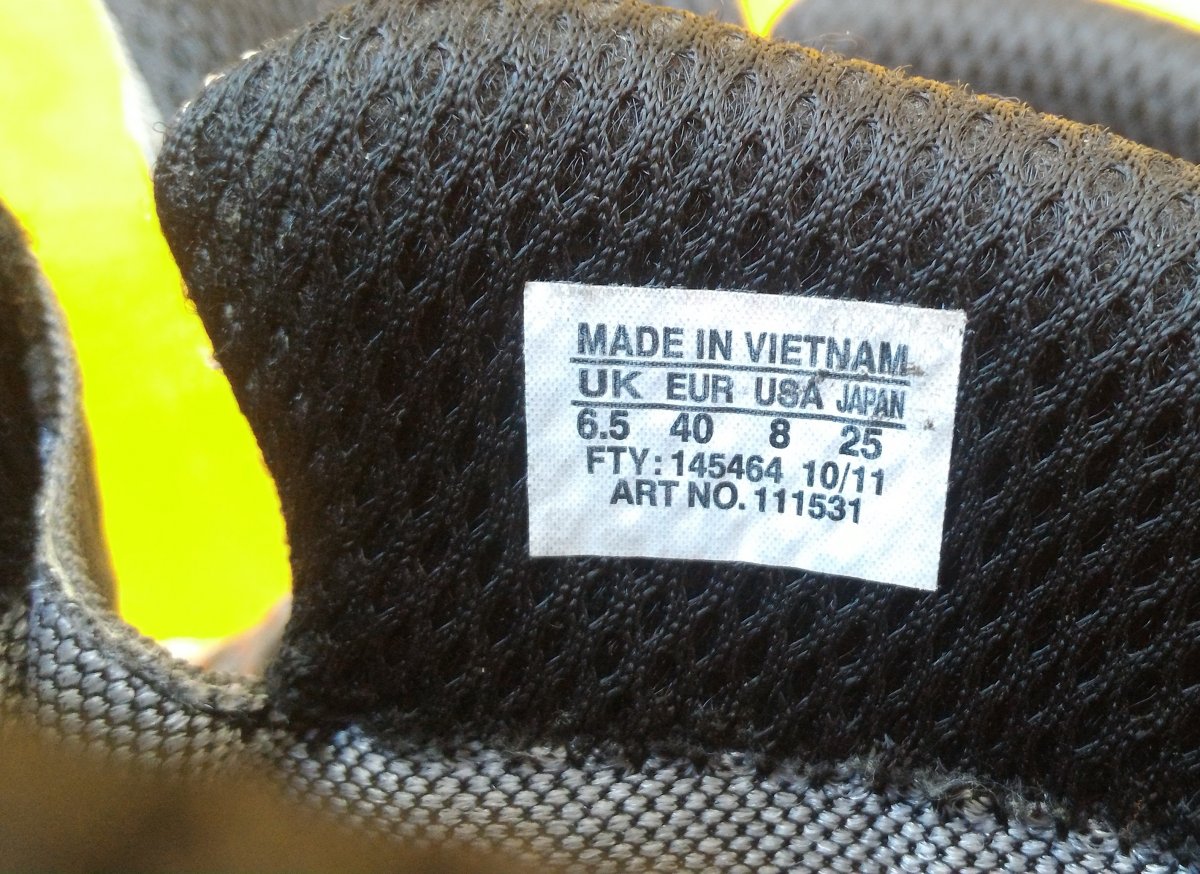 MADE IN VIETNAM
UK EUR USA JAPAN
6.5 40 8 25
FTY: 145464 10/11
ART NO. 111531